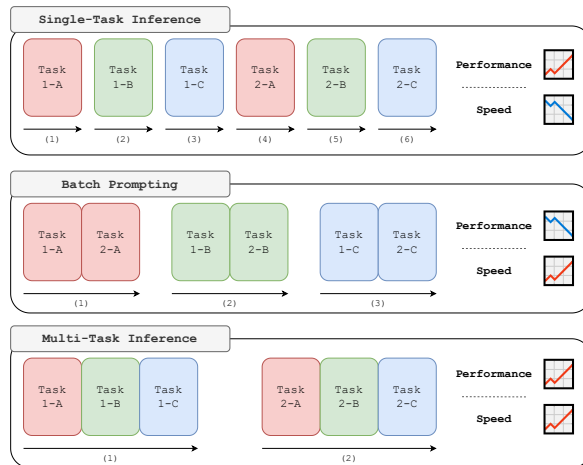 Single-Task Inference
Task 1-A
Task 1-B
Task 1-C
Task 2-A
Task 2-B
Task 2-C
Performance
Speed
(1)
(2)
(3)
(4)
(5)
(6)
Batch Prompting
Task 1-A
Task 2-A
Task 1-B
Task 2-B
Task 1-C
Task 2-C
Performance
Speed
(1)
(2)
(3)
Multi-Task Inference
Task 1-A
Task 1-B
Task 1-C
Task 2-A
Task 2-B
Task 2-C
Performance
Speed
(1)
(2)